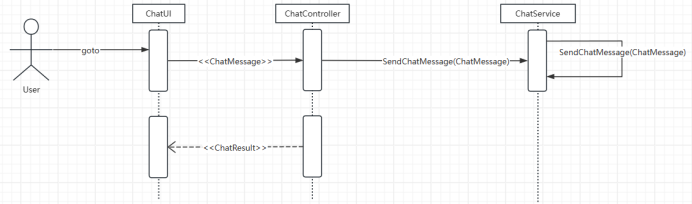 ChatUI
ChatController
ChatService
goto
<<ChatMessage>>
SendChatMessage(ChatMessage)
SendChatMessage(ChatMessage)
User
<<ChatResult>>